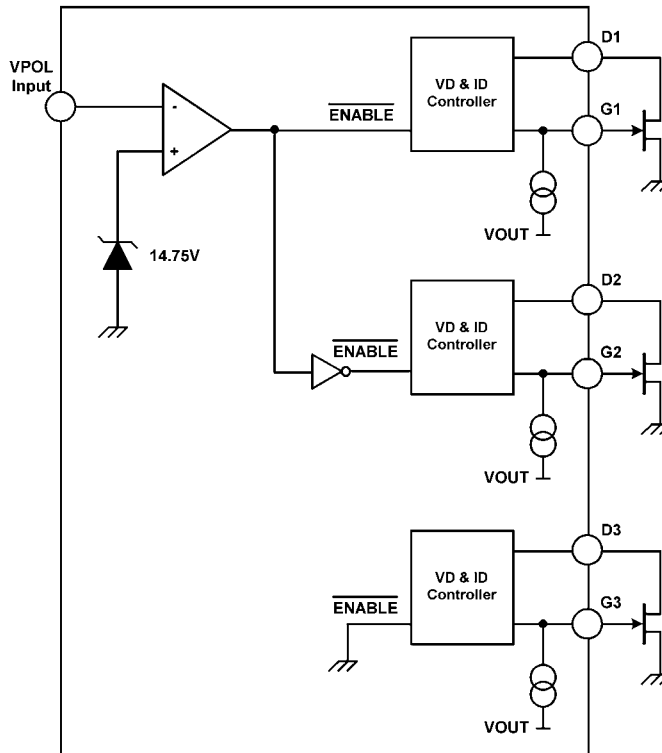 VPOL
Input
-
+
14.75V
ENABLE
VD & ID
Controller
D1
G1
VOUT
ENABLE
VD & ID
Controller
D2
G2
VOUT
ENABLE
VD & ID
Controller
D3
G3
VOUT